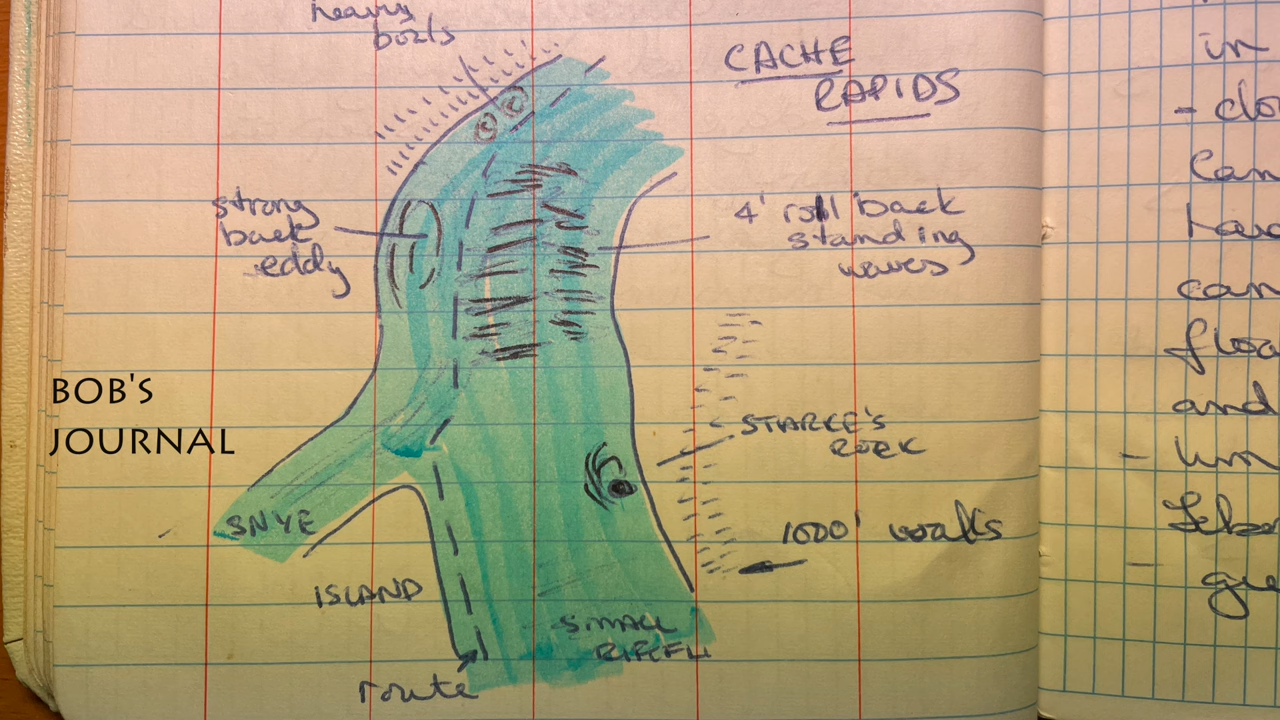 heavy
boils
CACHE
RAPIDS
strong
back
eddy
4' roll back
standing
waves
BOB'S
JOURNAL
STARKE'S
ROCK
SNYE
1000' walls
ISLAND
SMALL
route
in
- clo
Can
can
floa
and
-